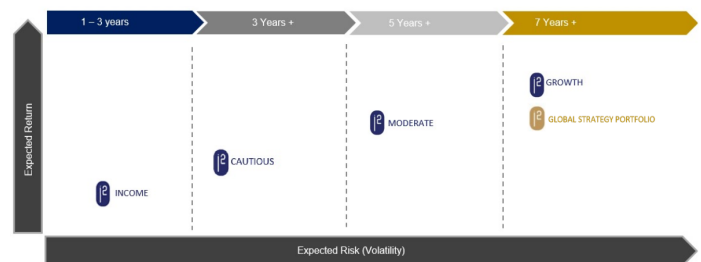 1 – 3 years
3 Years +
5 Years +
7 Years +
Expected Return
GROWTH
GLOBAL STRATEGY PORTFOLIO
MODERATE
CAUTIOUS
INCOME
Expected Risk (Volatility)